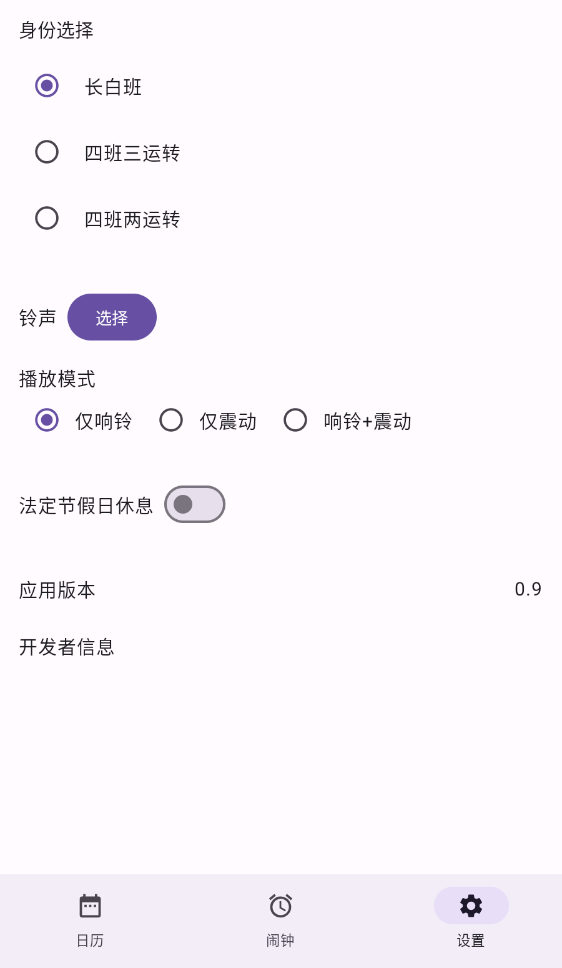 身份选择
长白班
四班三运转
四班两运转
铃声 选择
播放模式
仅响铃 仅震动 响铃+震动
法定节假日休息
应用版本 0.9
开发者信息
日历 闹钟 设置